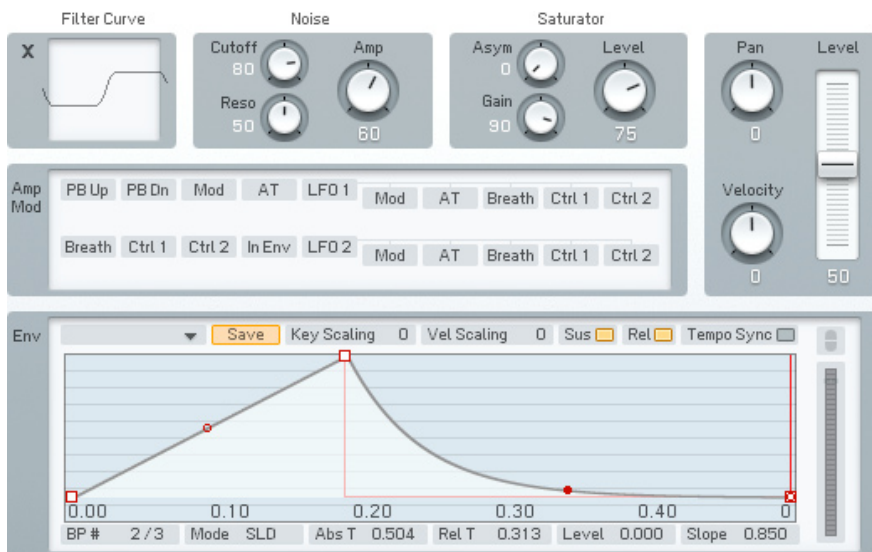 Filter Curve Noise Saturator
X Cutoff Amp Asym Level Pan Level
80 0
Reso Gain
50 60 90 75 0
Amp Mod PB Up PB Dn Mod AT LFO 1 Mod AT Breath Ctrl 1 Ctrl 2 Velocity
Breath Ctrl 1 Ctrl 2 In Env LFO 2 Mod AT Breath Ctrl 1 Ctrl 2
0 50
Env Save Key Scaling 0 Vel Scaling 0 Sus Rel Tempo Sync
0.00 0.10 0.20 0.30 0.40 0
BP # 2/3 Mode SLD Abs T 0.504 Rel T 0.313 Level 0.000 Slope 0.850